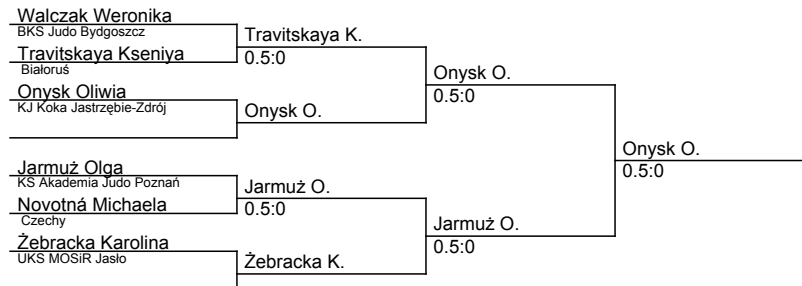 Walczak Weronika
BKS Judo Bydgoszcz
Travitskaya Kseniya
Białoruś
Onysk Oliwia
KJ Koka Jastrzębie-Zdrój
Jarmuż Olga
KS Akademia Judo Poznań
Novotná Michaela
Czechy
Żebracka Karolina
UKS MOSiR Jasło
Travitskaya K.
0.5:0
Onysk O.
Jarmuż O.
0.5:0
Żebracka K.
Onysk O.
0.5:0
Jarmuż O.
0.5:0
Onysk O.
0.5:0